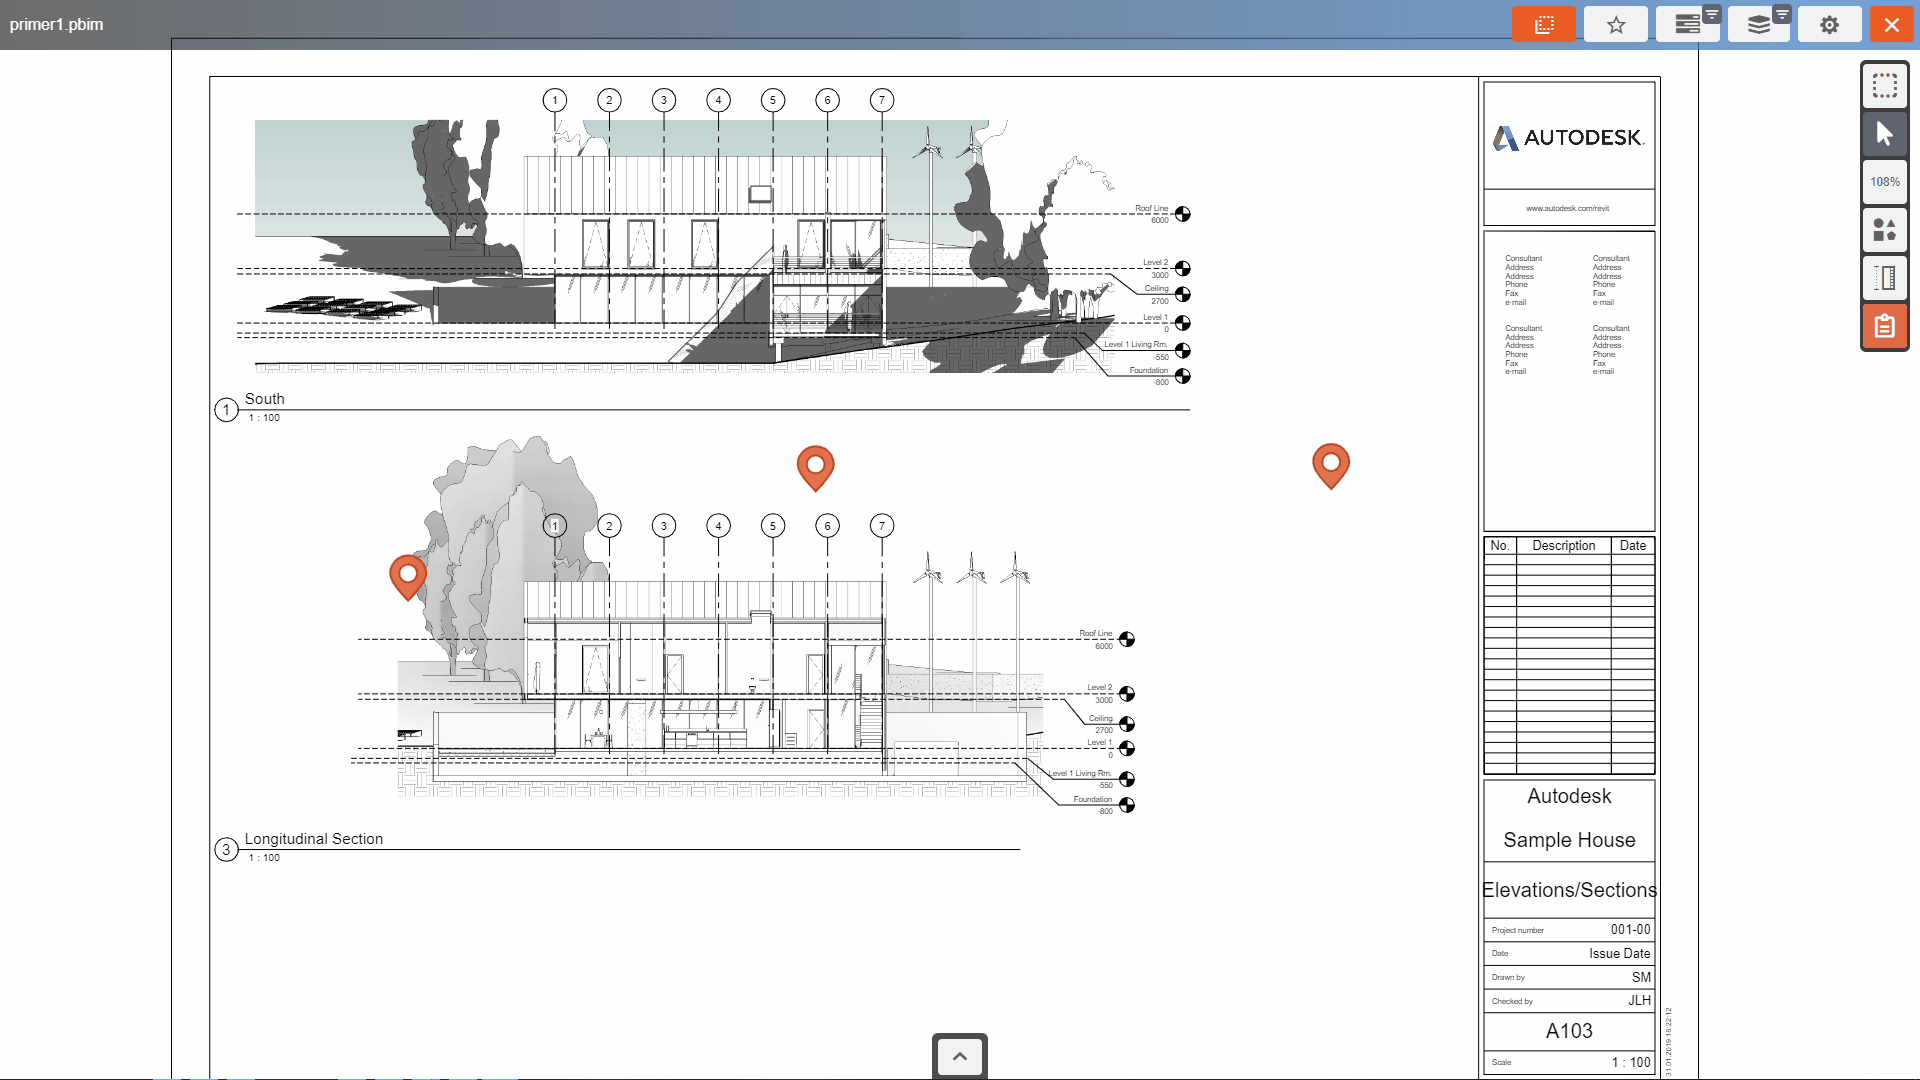 primer1.pbim
108%
1 2 3 4 5 6 7
Roof Line
6000
Level 2
3000
Ceiling
2700
Level 1
0
Level 1 Living Rm.
-550
Foundation
-800
1
South
1 : 100
1 2 3 4 5 6 7
Roof Line
6000
Level 2
3000
Ceiling
2700
Level 1
0
Level 1 Living Rm.
-550
Foundation
-800
3
Longitudinal Section
1 : 100
AUTODESK.
www.autodesk.com/revit
Consultant
Address
Address
Phone
Fax
e-mail
Consultant
Address
Address
Phone
Fax
e-mail
Consultant
Address
Address
Phone
Fax
e-mail
Consultant
Address
Address
Phone
Fax
e-mail
No. Description Date
Autodesk
Sample House
Elevations/Sections
Project number 001-00
Date Issue Date
Drawn by SM
Checked by JLH
A103
Scale 1 : 100
31.01.2019 16:22:12